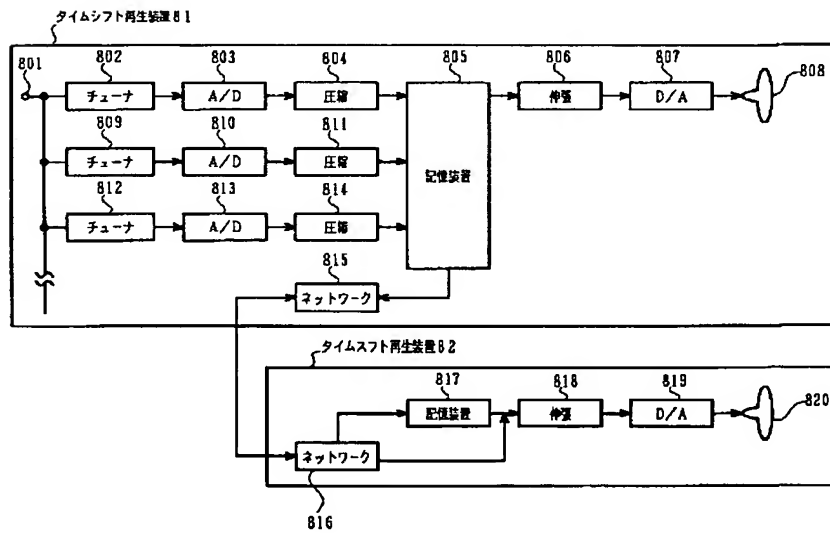 タイムシフト再生装置81
801
802
803
804
805
806
807
808
チューナ
A/D
圧縮
記憶装置
伸張
D/A
809
810
811
チューナ
A/D
圧縮
812
813
814
チューナ
A/D
圧縮
815
ネットワーク
タイムスフト再生装置82
817
818
819
820
記憶装置
伸張
D/A
ネットワーク
816